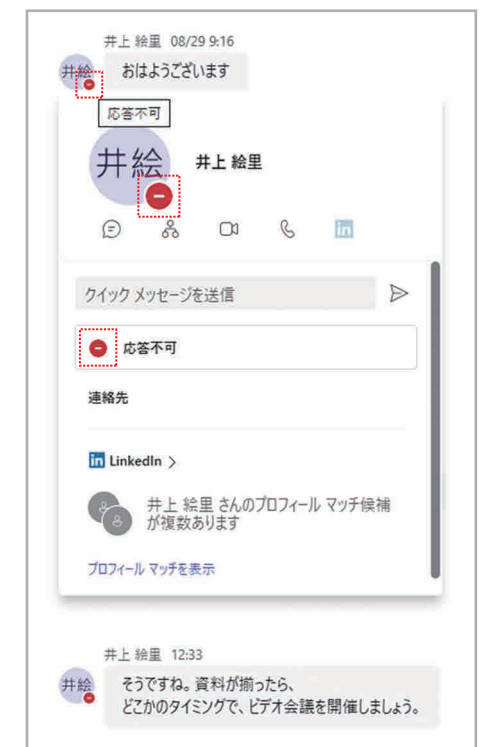 井上 絵里 08/29 9:16
井絵
おはようございます
応答不可
井絵
井上 絵里
in
クイック メッセージを送信
応答不可
連絡先
in LinkedIn >
井上 絵里 さんのプロフィール マッチ候補
が複数あります
プロフィール マッチを表示
井上 絵里 12:33
井絵
そうですね。資料が揃ったら、
どこかのタイミングで、ビデオ会議を開催しましょう。